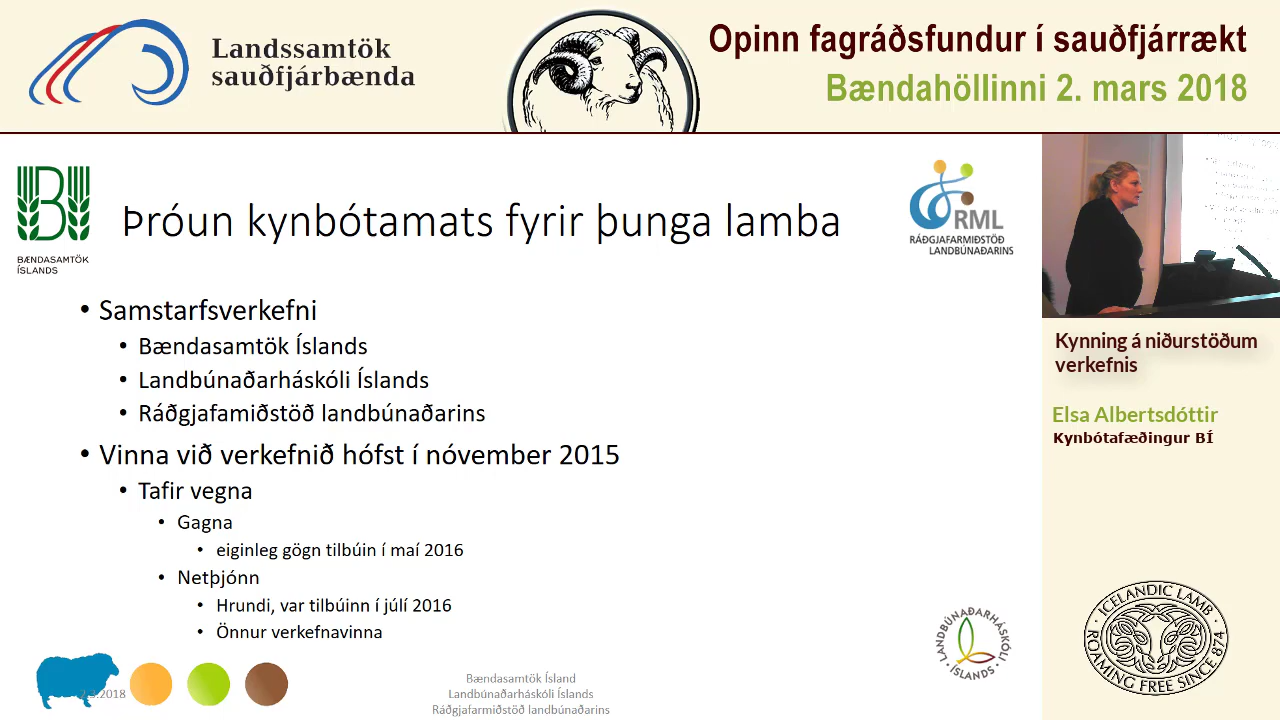 Landssamtök
sauðfjárbænda
Opinn fagráðsfundur í sauðfjárrækt
Bændahöllinni 2. mars 2018
BÆNDASAMTÖK
ÍSLANDS
Þróun kynbótamats fyrir þunga lamba
RML
RÁÐGJAFARMIÐSTÖÐ
LANDBÚNAÐARINS
• Samstarfsverkefni
• Bændasamtök Íslands
• Landbúnaðarháskóli Íslands
• Ráðgjafamiðstöð landbúnaðarins
• Vinna við verkefnið hófst í nóvember 2015
• Tafir vegna
• Gagna
• eiginleg gögn tilbúin í maí 2016
• Netþjónn
• Hrundi, var tilbúinn í júlí 2016
• Önnur verkefnavinna
Kynning á niðurstöðum
verkefnis
Elsa Albertsdóttir
Kynbótafæðingur BÍ
LANDBÚNAÐARHÁSKÓLI
ÍSLANDS
ICELANDIC LAMB
ROAMING FREE SINCE 874
Bændasamtök Ísland
Landbúnaðarháskóli Íslands
Ráðgjafarmiðstöð landbúnaðarins